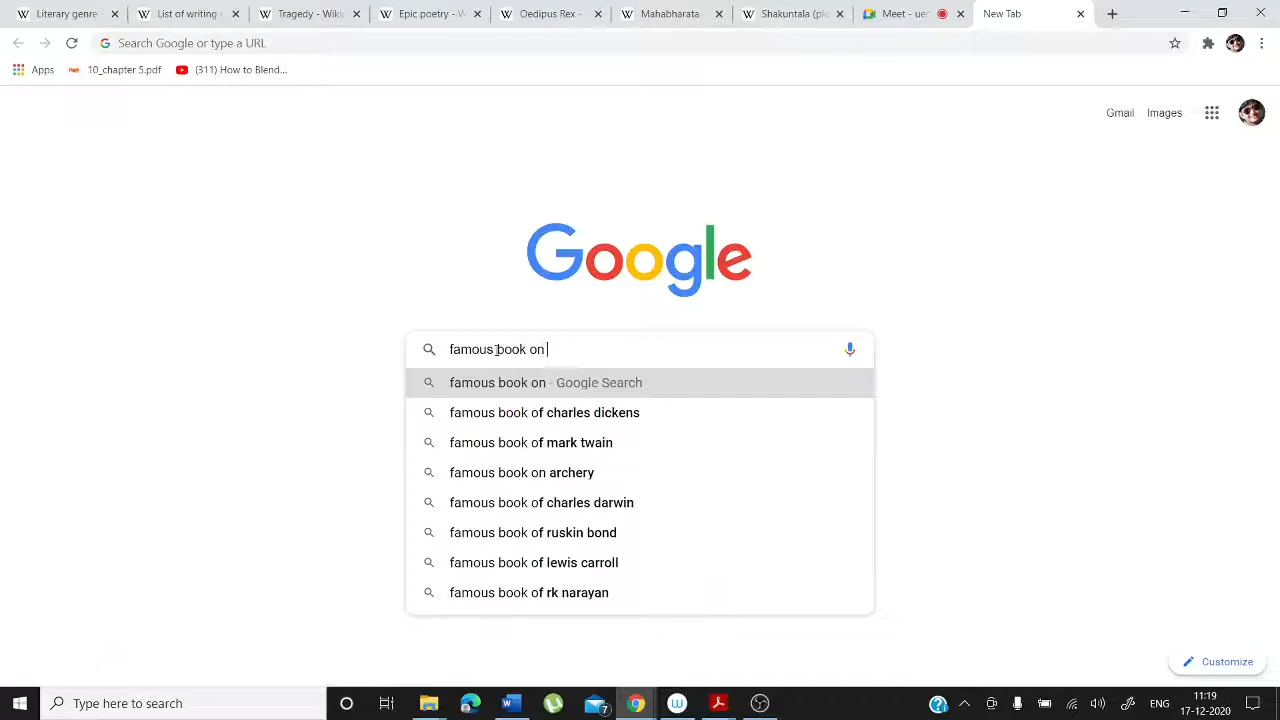 Literary genre
List of writing
Tragedy - Wiki
Epic poetry - W
Oedipus Rex -
Mahabharata
Shakuntala (pl
Meet - uer
New Tab
Search Google or type a URL
Apps
10_chapter 5.pdf
(311) How to Blend...
Gmail
Images
Google
famous book on
famous book on - Google Search
famous book of charles dickens
famous book of mark twain
famous book on archery
famous book of charles darwin
famous book of ruskin bond
famous book of lewis carroll
famous book of rk narayan
Customize
Type here to search
7
ENG
11:19
17-12-2020